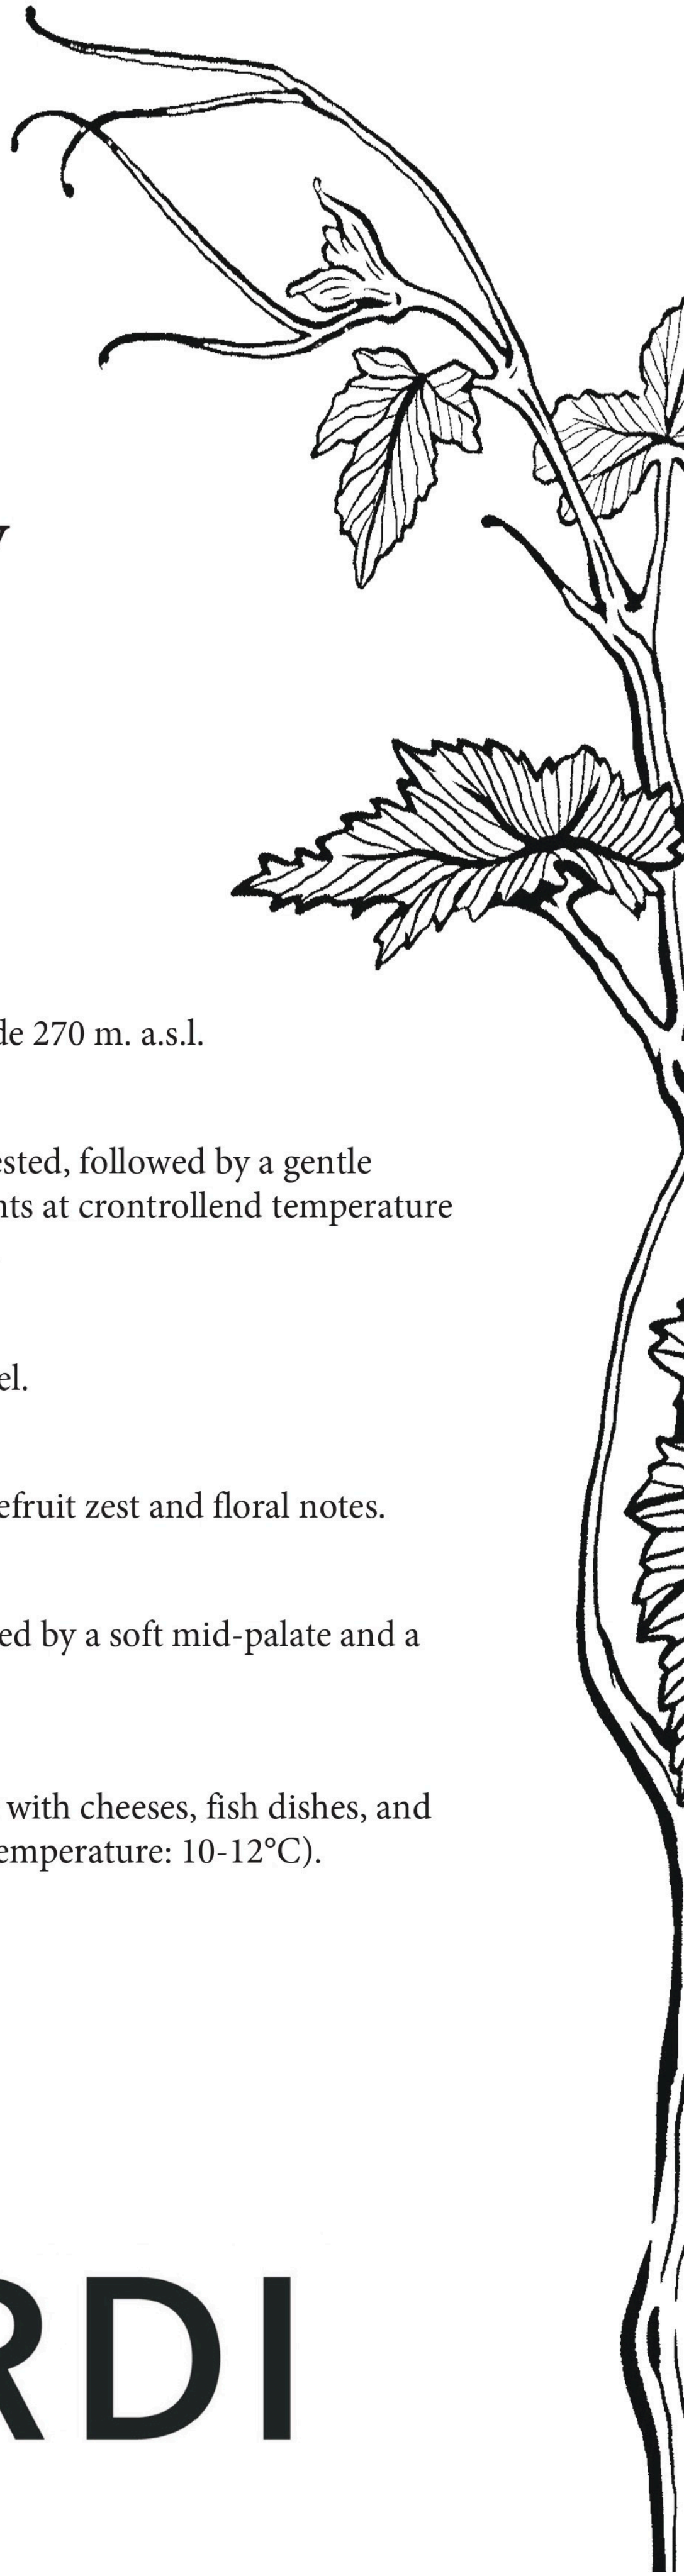 y
de 270 m. a.s.l.
ested, followed by a gentle
nts at crontrollend temperature
el.
efruit zest and floral notes.
ed by a soft mid-palate and a
with cheeses, fish dishes, and
emperature: 10-12°C).
RDI